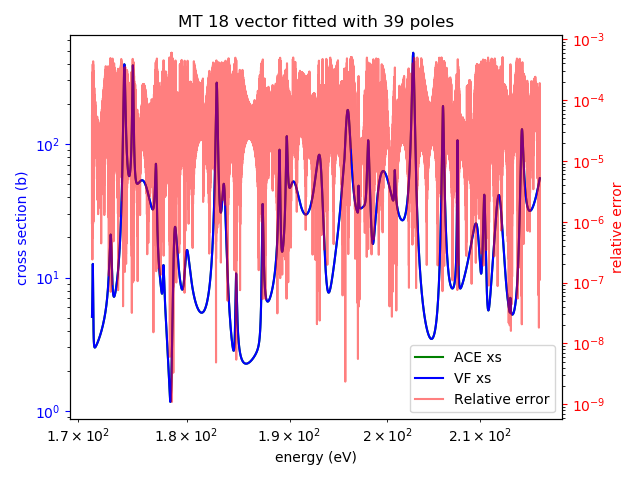 MT 18 vector fitted with 39 poles
cross section (b)
10²
10¹
10⁰
10⁻³
10⁻⁴
10⁻⁵
10⁻⁶
10⁻⁷
10⁻⁸
10⁻⁹
relative error
ACE xs
VF xs
Relative error
1.7 × 10² 1.8 × 10² 1.9 × 10² 2 × 10² 2.1 × 10²
energy (eV)